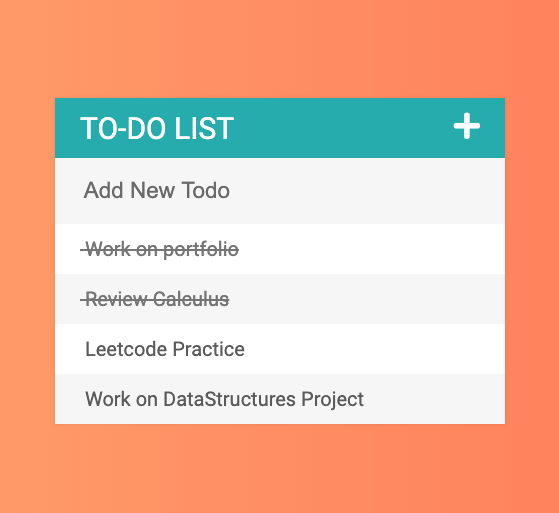 TO-DO LIST
Add New Todo
Work on portfolio
Review Calculus
Leetcode Practice
Work on DataStructures Project